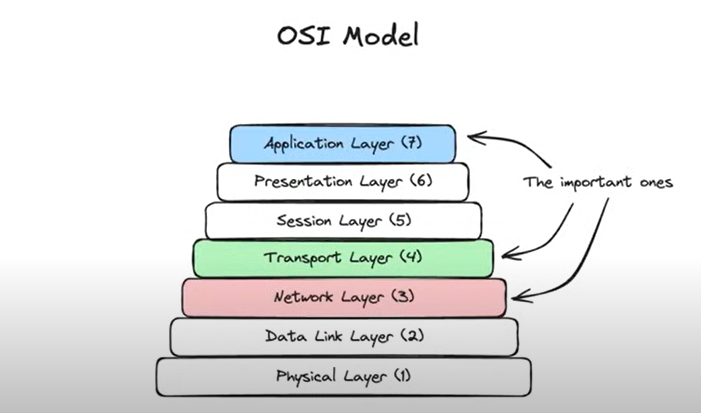 OSI Model
Application Layer (7)
Presentation Layer (6)
The important ones
Session Layer (5)
Transport Layer (4)
Network Layer (3)
Data Link Layer (2)
Physical Layer (1)